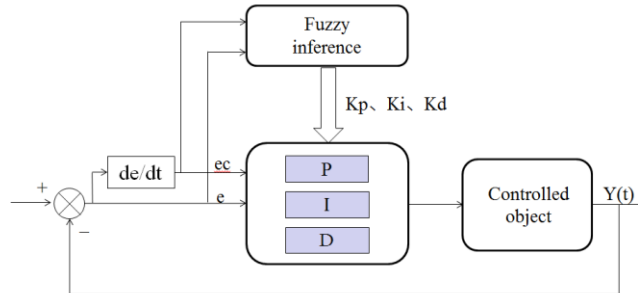 Fuzzy
inference
Kp、Ki、Kd
de/dt
ec
e
P
I
D
Controlled
object
Y(t)
+
−